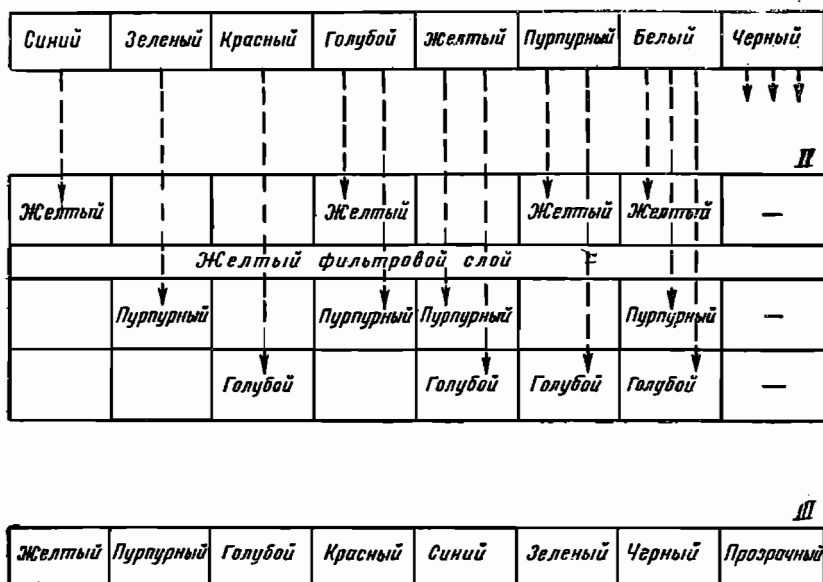 Синий Зеленый Красный Голубой Желтый Пурпурный Белый Черный
II
Желтый Желтый Желтый Желтый —
Желтый фильтровой слой F
Пурпурный Пурпурный Пурпурный Пурпурный —
Голубой Голубой Голубой Голубой —
III
Желтый Пурпурный Голубой Красный Синий Зеленый Черный Прозрачный